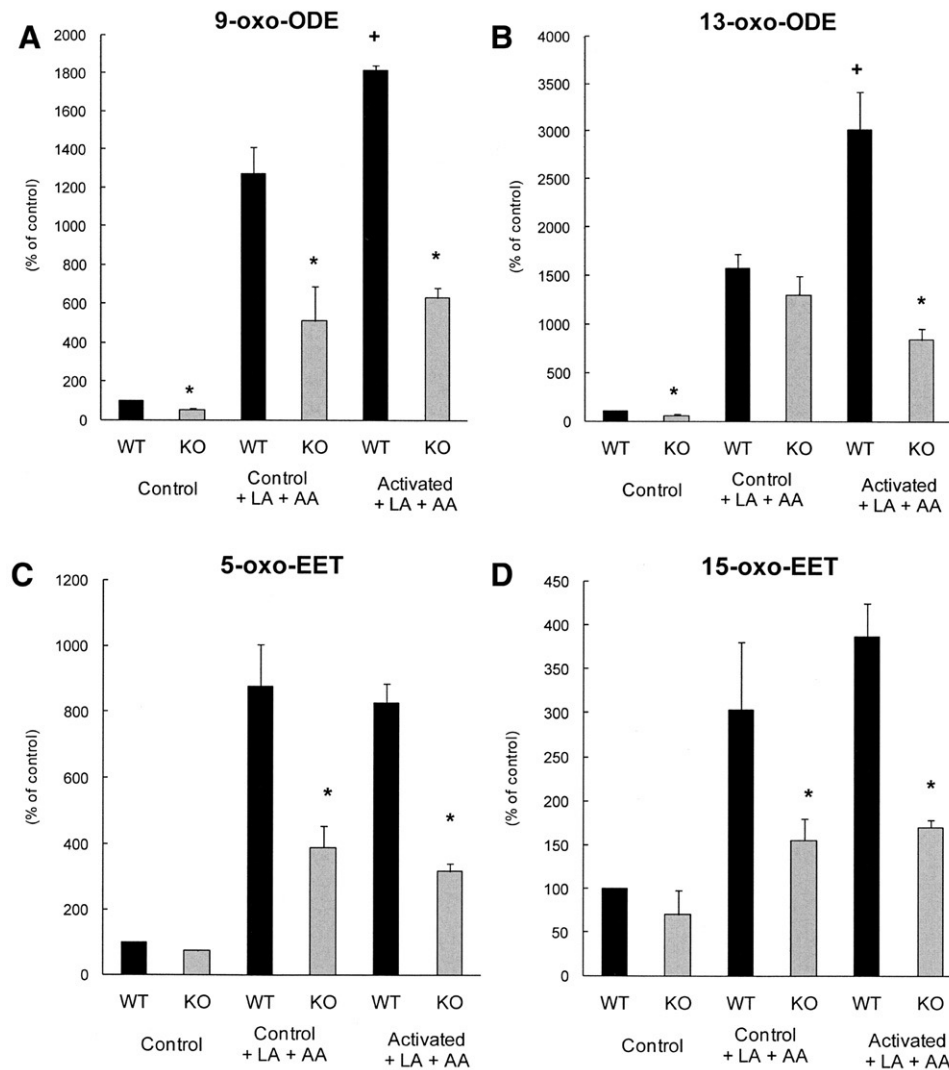 A
9-oxo-ODE
(% of control)
2000
1800
1600
1400
1200
1000
800
600
400
200
0
*
*
+
*
WT KO WT KO WT KO
Control Control + LA + AA Activated + LA + AA
B
13-oxo-ODE
(% of control)
4000
3500
3000
2500
2000
1500
1000
500
0
*
+
*
WT KO WT KO WT KO
Control Control + LA + AA Activated + LA + AA
C
5-oxo-EET
(% of control)
1200
1000
800
600
400
200
0
*
*
WT KO WT KO WT KO
Control Control + LA + AA Activated + LA + AA
D
15-oxo-EET
(% of control)
450
400
350
300
250
200
150
100
50
0
*
*
WT KO WT KO WT KO
Control Control + LA + AA Activated + LA + AA